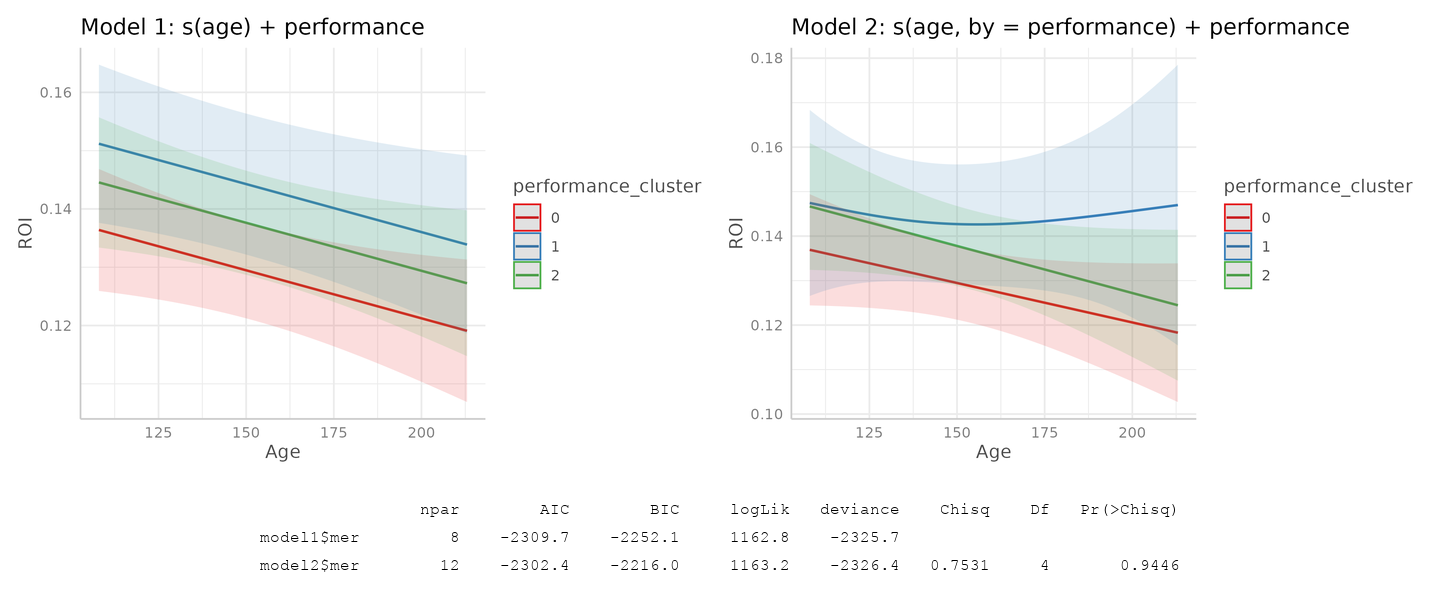 Model 1: s(age) + performance
0.16
0.14
0.12
ROI
125 150 175 200
Age
performance_cluster
0
1
2
Model 2: s(age, by = performance) + performance
0.18
0.16
0.14
0.12
0.10
ROI
125 150 175 200
Age
performance_cluster
0
1
2
npar AIC BIC logLik deviance Chisq Df Pr(>Chisq)
model1$mer 8 -2309.7 -2252.1 1162.8 -2325.7
model2$mer 12 -2302.4 -2216.0 1163.2 -2326.4 0.7531 4 0.9446